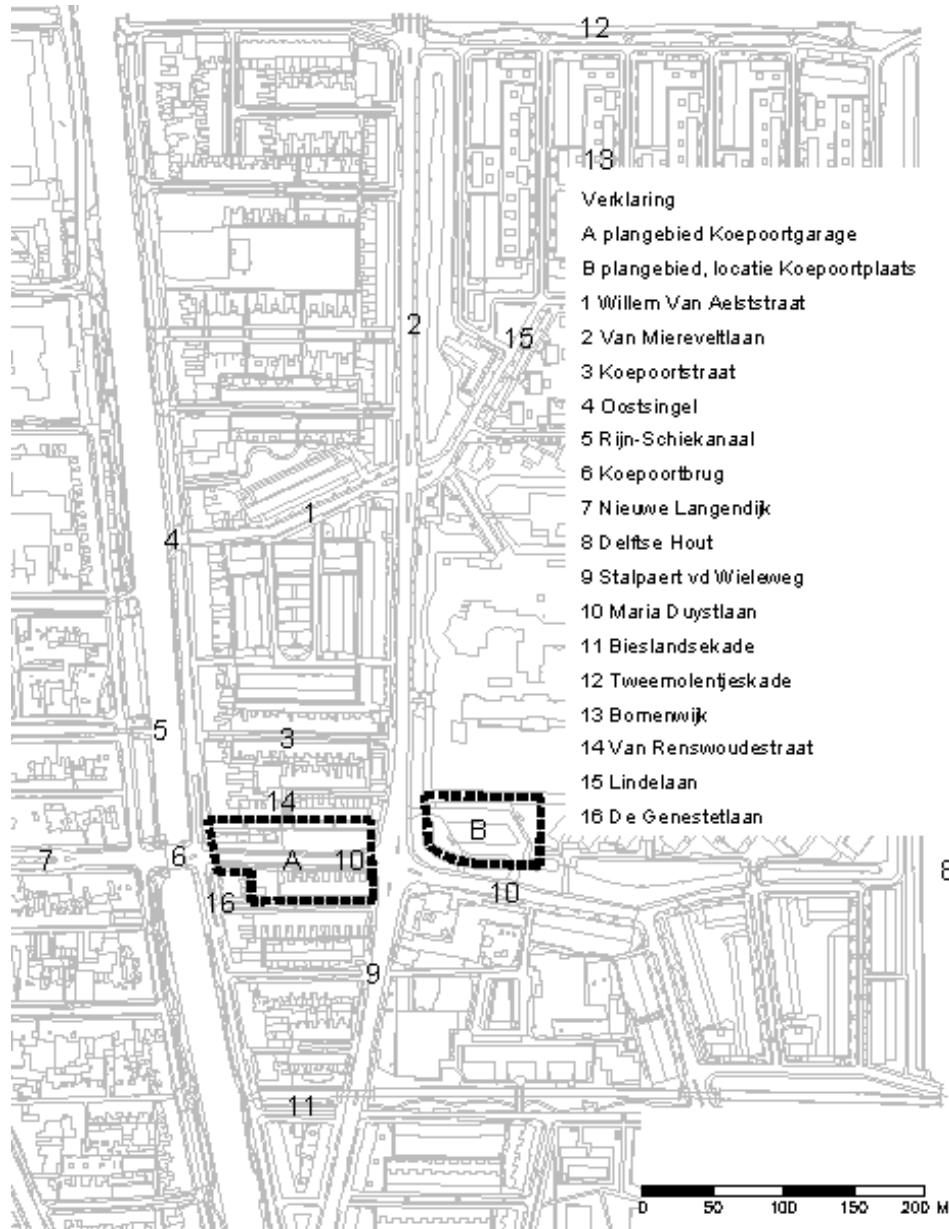 12
13
Verklaring
A plangebied Koepoortgarage
B plangebied, locatie Koepoortplaats
1 Willem Van Aelststraat
2 Van Miereveltlaan
3 Koepoortstraat
4 Oostsingel
5 Rijn-Schiekanaal
6 Koepoortbrug
7 Nieuwe Langendijk
8 Delftse Hout
9 Stalpaert vd Wieleweg
10 Maria Duystlaan
11 Bieslandsekade
12 Tweemolentjeskade
13 Bomenwijk
14 Van Renswoudestraat
15 Lindelaan
16 De Genestetlaan
2
15
1
4
5
3
14
B
7
6
A
10
8
16
10
9
11
0 50 100 150 200 M